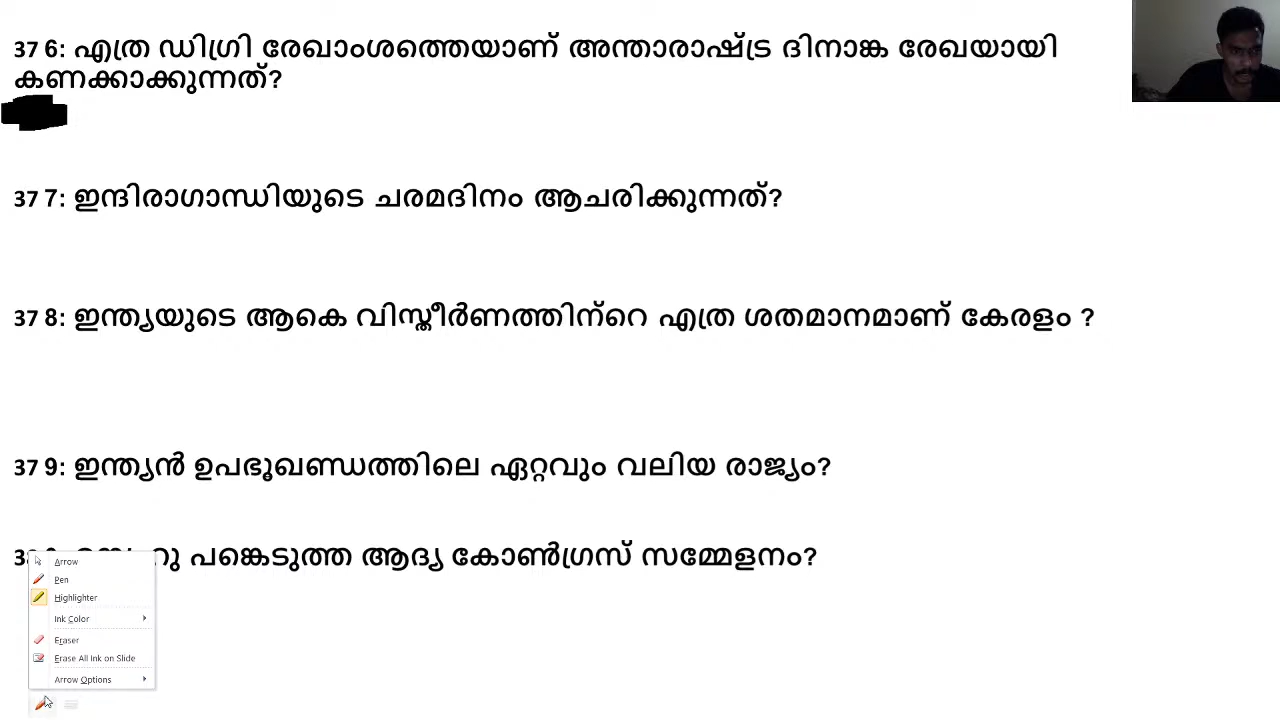 37 6: എത്ര ഡിഗ്രി രേഖാംശത്തെയാണ് അന്താരാഷ്ട്ര ദിനാങ്ക രേഖയായി
കണക്കാക്കുന്നത്?
37 7: ഇന്ദിരാഗാന്ധിയുടെ ചരമദിനം ആചരിക്കുന്നത്?
37 8: ഇന്ത്യയുടെ ആകെ വിസ്തീർണത്തിന്റെ എത്ര ശതമാനമാണ് കേരളം ?
37 9: ഇന്ത്യൻ ഉപഭൂഖണ്ഡത്തിലെ ഏറ്റവും വലിയ രാജ്യം?
പങ്കെടുത്ത ആദ്യ കോൺഗ്രസ് സമ്മേളനം?
Arrow
Pen
Highlighter
Ink Color
Eraser
Erase All Ink on Slide
Arrow Options